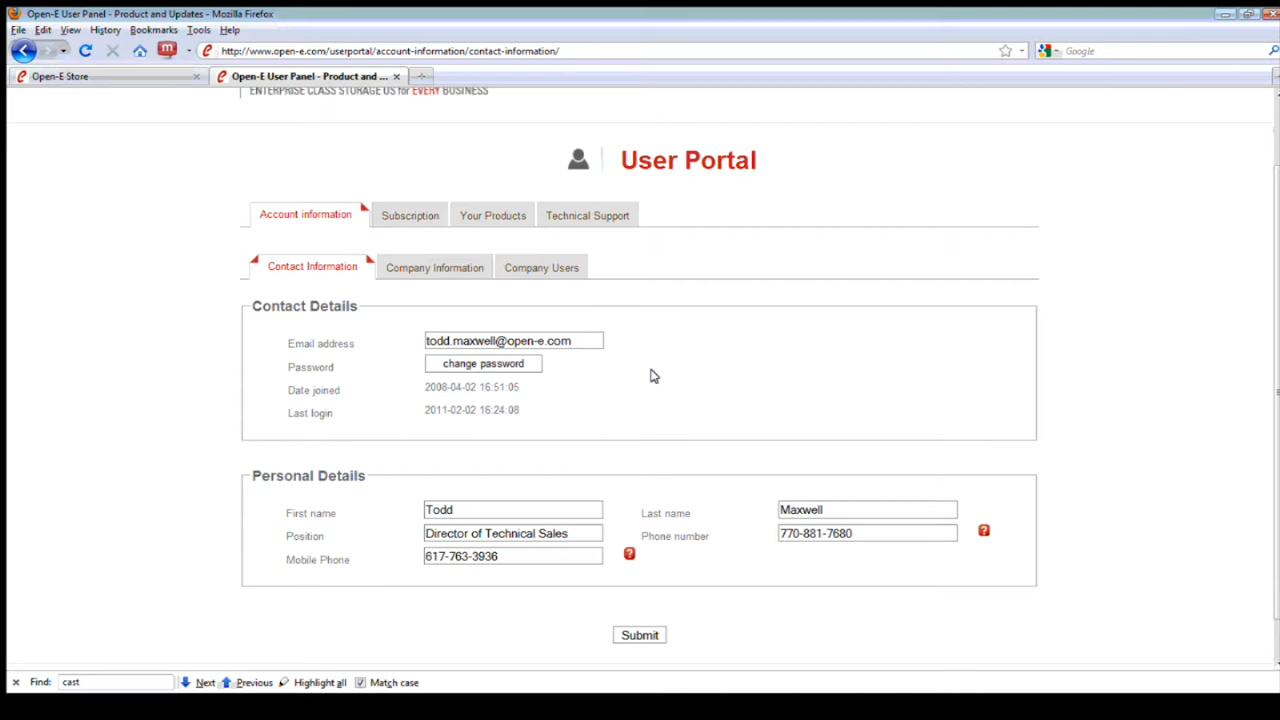 Open-E User Panel - Product and Updates - Mozilla Firefox
File Edit View History Bookmarks Tools Help
http://www.open-e.com/userportal/account-information/contact-information/ Google
Open-E Store Open-E User Panel - Product and ...
ENTERPRISE CLASS STORAGE OS for EVERY BUSINESS
User Portal
Account information Subscription Your Products Technical Support
Contact Information Company Information Company Users
Contact Details
Email address todd.maxwell@open-e.com
Password change password
Date joined 2008-04-02 16:51:05
Last login 2011-02-02 16:24:08
Personal Details
First name Todd Last name Maxwell
Position Director of Technical Sales Phone number 770-881-7680 ?
Mobile Phone 617-763-3936 ?
Submit
Find: cast Next Previous Highlight all Match case